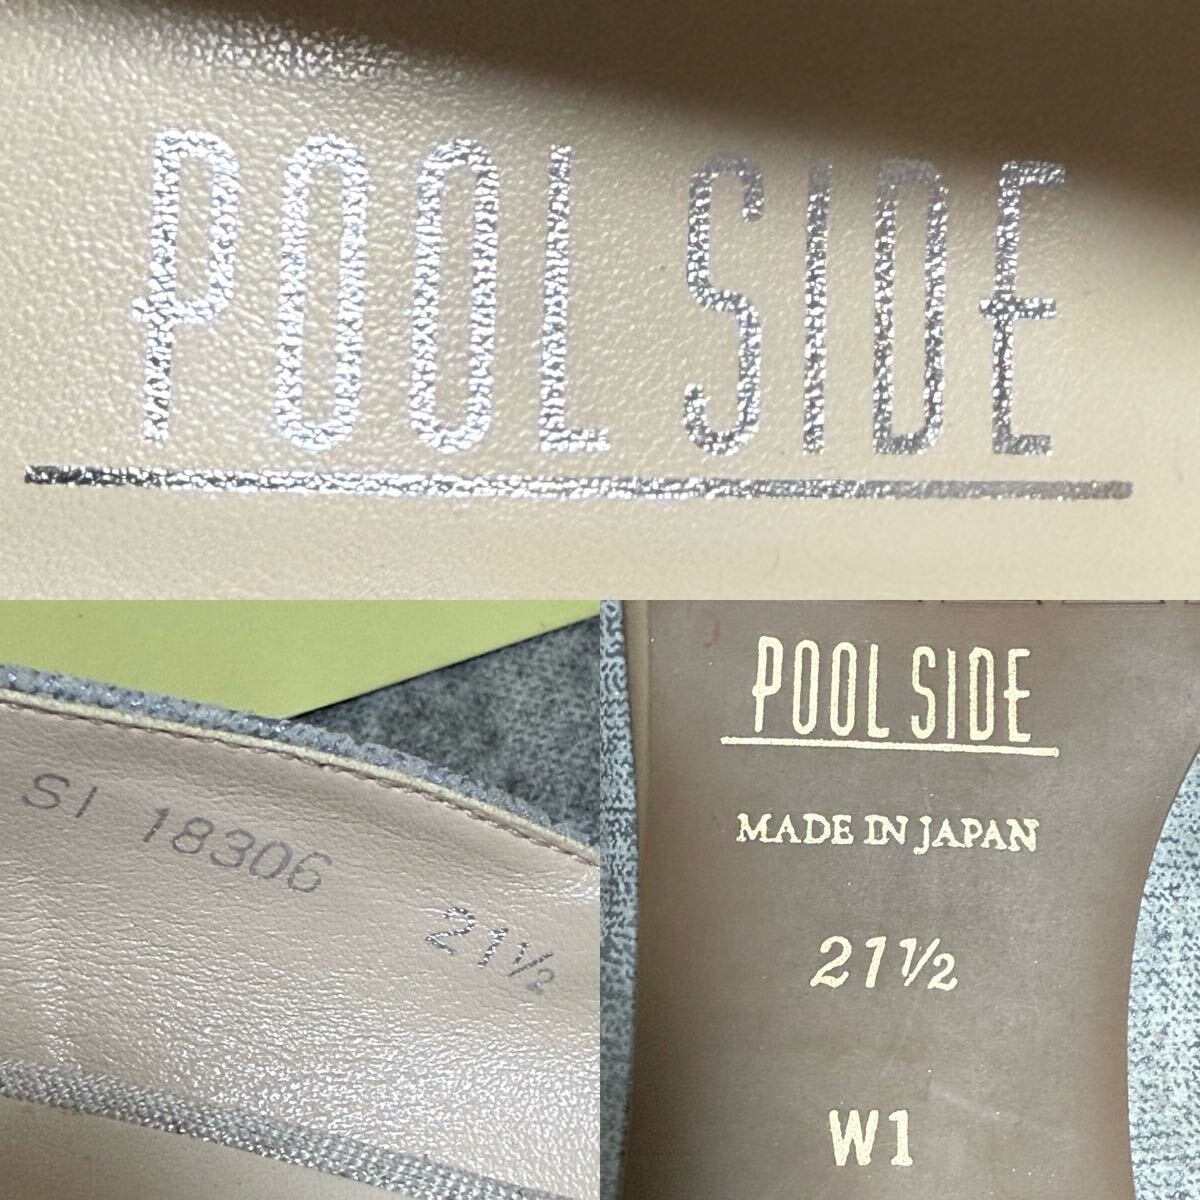 POOL SIDE
SI 18306 21½
POOL SIDE
MADE IN JAPAN
21½
W1